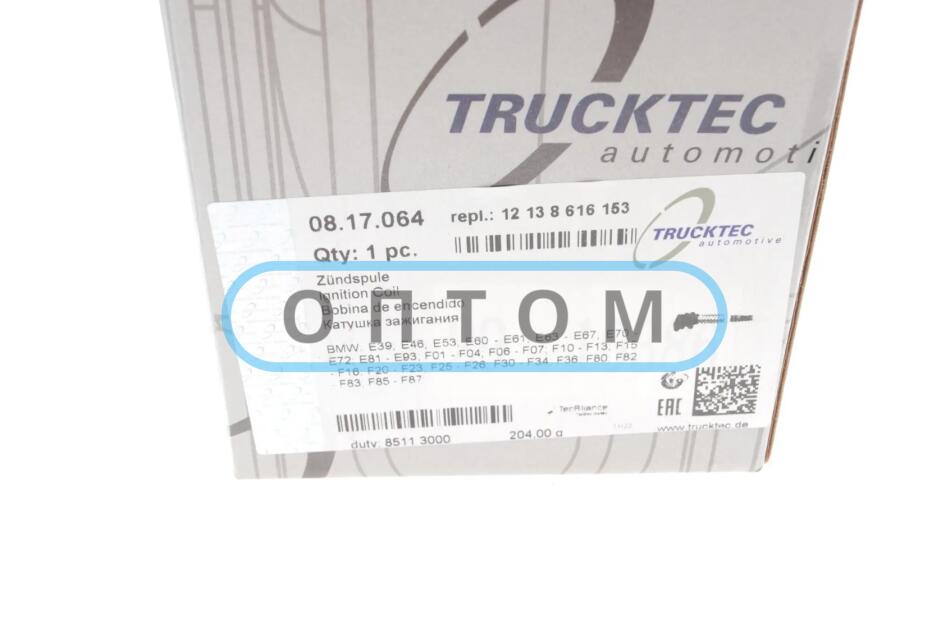 TRUCKTEC
automoti
08.17.064 repl.: 12 13 8 616 153
TRUCKTEC
automotive
Qty: 1 pc.
Zündspule
Ignition Coil
Bobina de encendido
Катушка зажигания
ОПТОМ
BMW, E39, E46, E53, E60 - E61, E63 - E67, E70,
E72, E81 - E93, F01 - F04, F06 - F07, F10 - F13, F15
- F16, F20 - F23, F25 - F26, F30 - F34, F36, F80, F82
- F83, F85 - F87
EAC
duty: 8511 3000 204,00 g
www.trucktec.de